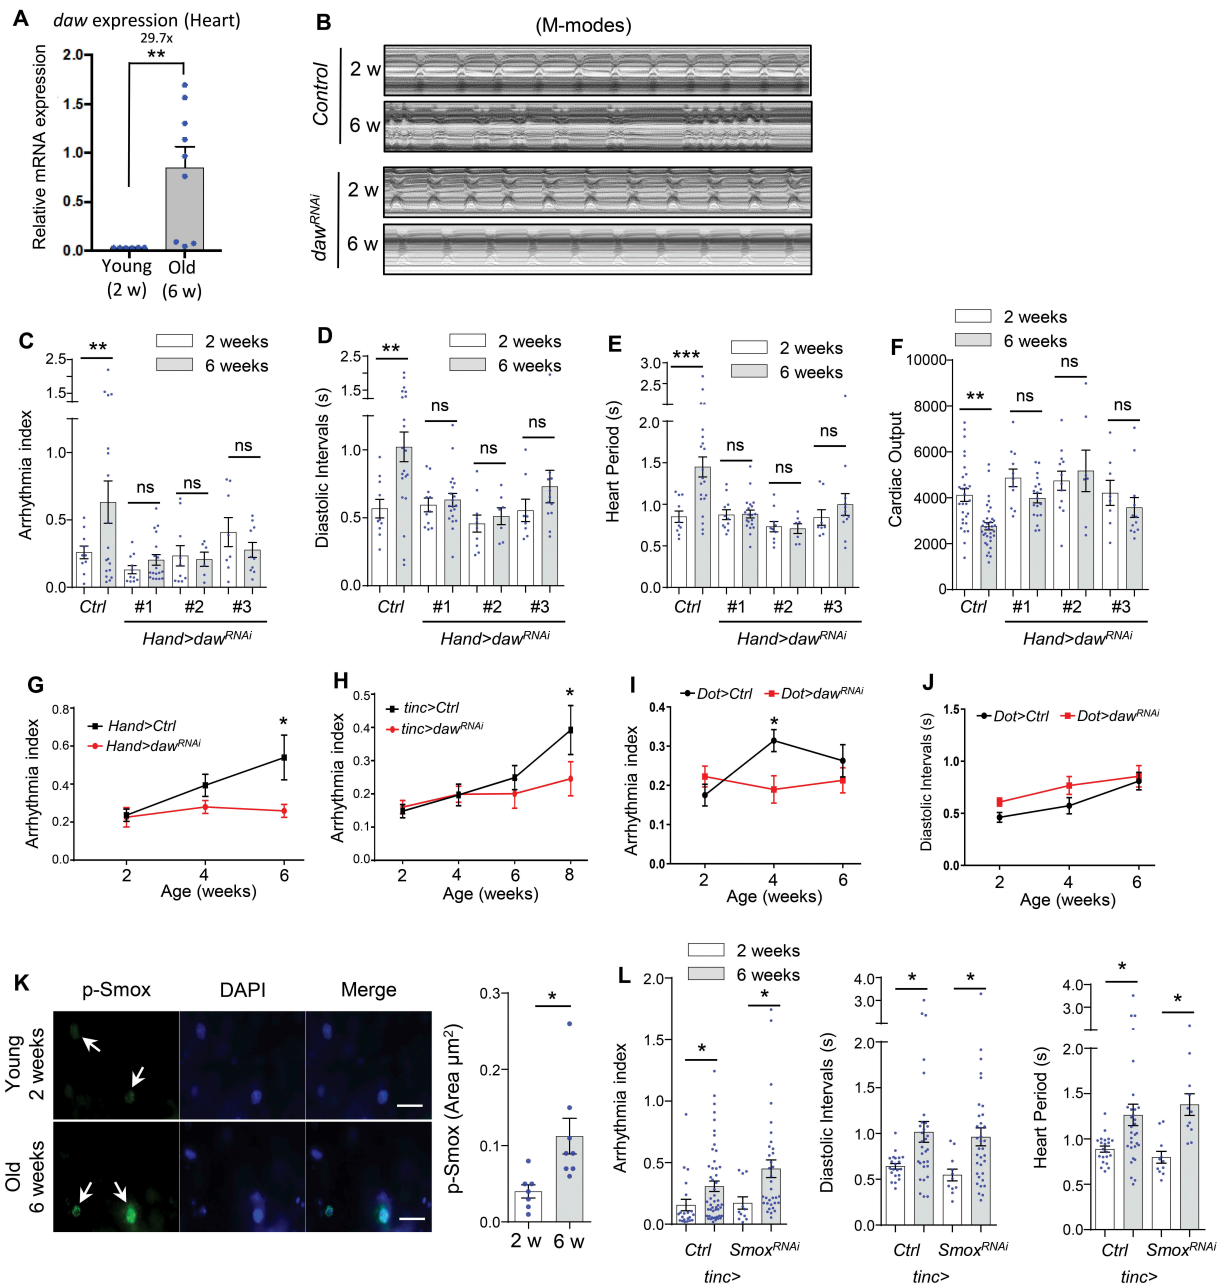 A
daw expression (Heart)
29.7x
**
Relative mRNA expression
2.0
1.5
1.0
0.5
0.0
Young
(2 w)
Old
(6 w)
B
(M-modes)
Control
2 w
6 w
dawRNAi
2 w
6 w
C
2 weeks
6 weeks
**
ns
ns
ns
Arrhythmia index
2.5
1.0
0.5
0.0
Ctrl
#1
#2
#3
Hand>dawRNAi
D
2 weeks
6 weeks
**
ns
ns
ns
Diastolic Intervals (s)
2.5
1.0
0.5
0.0
Ctrl
#1
#2
#3
Hand>dawRNAi
E
2 weeks
6 weeks
***
ns
ns
ns
Heart Period (s)
3.0
2.5
2.0
1.5
1.0
0.5
0.0
Ctrl
#1
#2
#3
Hand>dawRNAi
F
2 weeks
6 weeks
**
ns
ns
ns
Cardiac Output
10000
8000
6000
4000
2000
0
Ctrl
#1
#2
#3
Hand>dawRNAi
G
Arrhythmia index
0.8
0.6
0.4
0.2
0.0
Hand>Ctrl
Hand>dawRNAi
*
2
4
6
Age (weeks)
H
Arrhythmia index
0.5
0.4
0.3
0.2
0.1
0.0
tinc>Ctrl
tinc>dawRNAi
*
2
4
6
8
Age (weeks)
I
Dot>Ctrl
Dot>dawRNAi
Arrhythmia index
0.4
0.3
0.2
0.1
0.0
*
2
4
6
Age (weeks)
J
Dot>Ctrl
Dot>dawRNAi
Diastolic Intervals (s)
1.5
1.0
0.5
0.0
2
4
6
Age (weeks)
K
p-Smox
DAPI
Merge
Young
2 weeks
Old
6 weeks
p-Smox (Area µm2)
0.3
0.2
0.1
0.0
*
2 w
6 w
L
2 weeks
6 weeks
Arrhythmia index
2.0
1.5
1.0
0.5
0.0
*
*
Ctrl
SmoxRNAi
tinc>
Diastolic Intervals (s)
4.0
3.0
2.0
1.5
1.0
0.5
0.0
*
*
Ctrl
SmoxRNAi
tinc>
Heart Period (s)
4.0
3.0
2.0
1.5
1.0
0.5
0.0
*
*
Ctrl
SmoxRNAi
tinc>